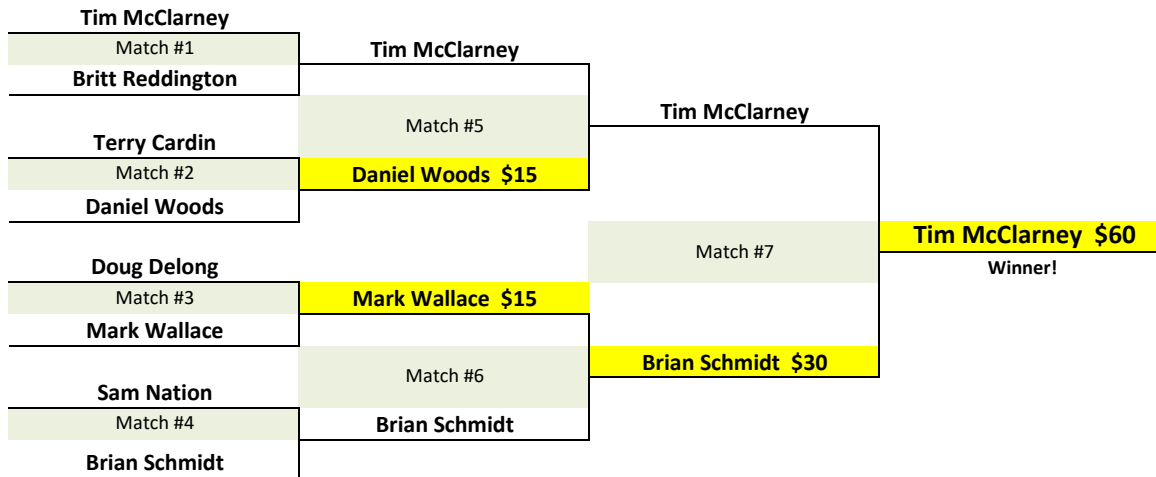 Tim McClarney
Match #1
Britt Reddington
Terry Cardin
Match #2
Daniel Woods
Doug Delong
Match #3
Mark Wallace
Sam Nation
Match #4
Brian Schmidt
Tim McClarney
Match #5
Daniel Woods $15
Mark Wallace $15
Match #6
Brian Schmidt
Tim McClarney
Match #7
Brian Schmidt $30
Tim McClarney $60
Winner!